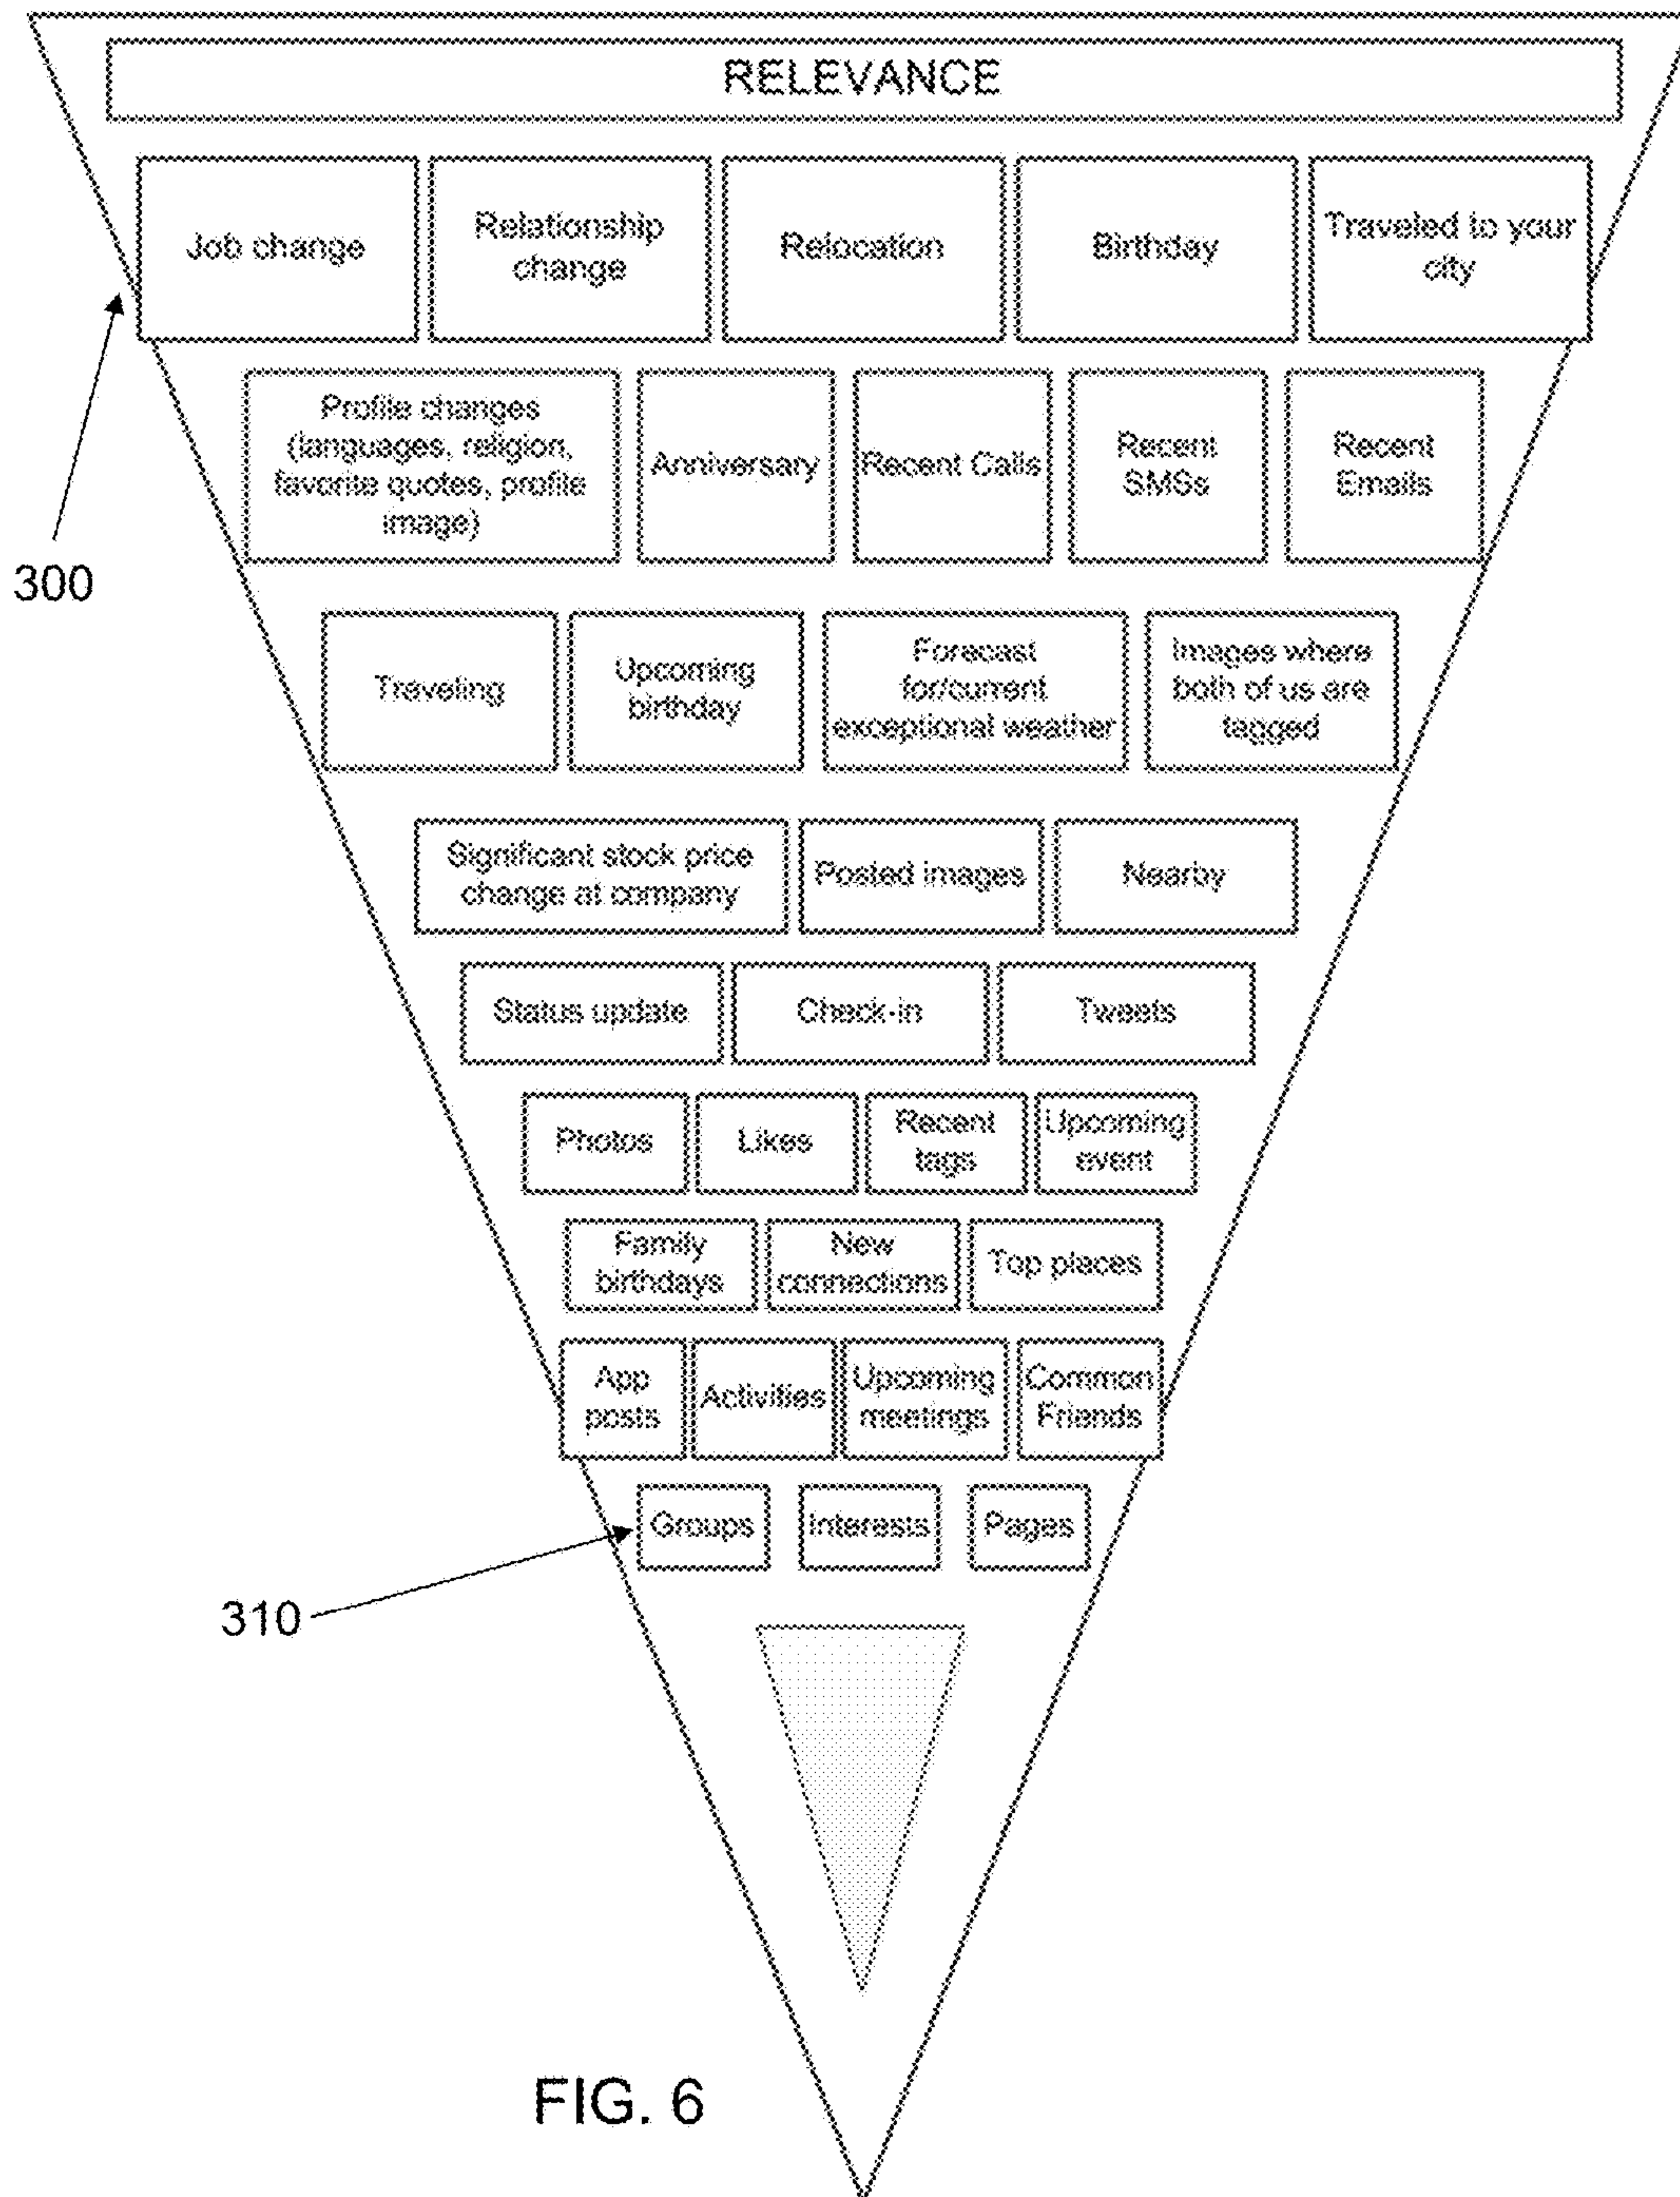 RELEVANCE
Job change
Relationship
change
Relocation
Birthday
Traveled to your
city
300
Profile changes
(languages, religion,
favorite quotes, profile
image)
Anniversary
Recent Calls
Recent
SMSs
Recent
Emails
Traveling
Upcoming
birthday
Forecast
for/current
exceptional weather
Images where
both of us are
tagged
Significant stock price
change at company
Posted images
Nearby
Status update
Check-in
Tweets
Photos
Likes
Recent
tags
Upcoming
event
Family
birthdays
New
connections
Top places
App
posts
Activities
Upcoming
meetings
Common
Friends
Groups
Interests
Pages
310
FIG. 6